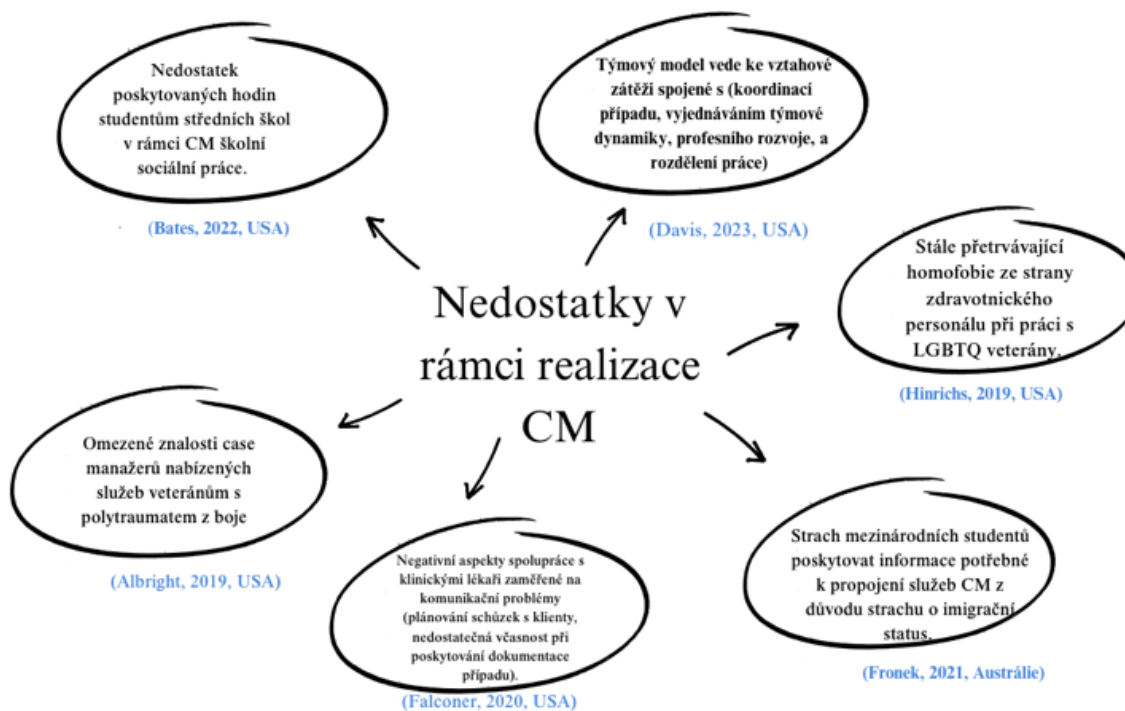 Nedostatek
poskytovaných hodin
studentům středních škol
v rámci CM školní
sociální práce.
(Bates, 2022, USA)
Týmový model vede ke vztahové
zátěži spojené s (koordinací
případu, vyjednáváním týmové
dynamiky, profesního rozvoje, a
rozdělení práce)
(Davis, 2023, USA)
Stále přetrvávající
homofobie ze strany
zdravotnického
personálu při práci s
LGBTQ veterány.
(Hinrichs, 2019, USA)
Nedostatky v
rámci realizace
CM
Omezené znalosti case
manažerů nabízených
služeb veteránům s
polytraumatem z boje
(Albright, 2019, USA)
Negativní aspekty spolupráce s
klinickými lékaři zaměřené na
komunikační problémy
(plánování schůzek s klienty,
nedostatečná včasnost při
poskytování dokumentace
případu).
(Falconer, 2020, USA)
Strach mezinárodních studentů
poskytovat informace potřebné
k propojení služeb CM z
důvodu strachu o imigrační
status.
(Fronek, 2021, Austrálie)